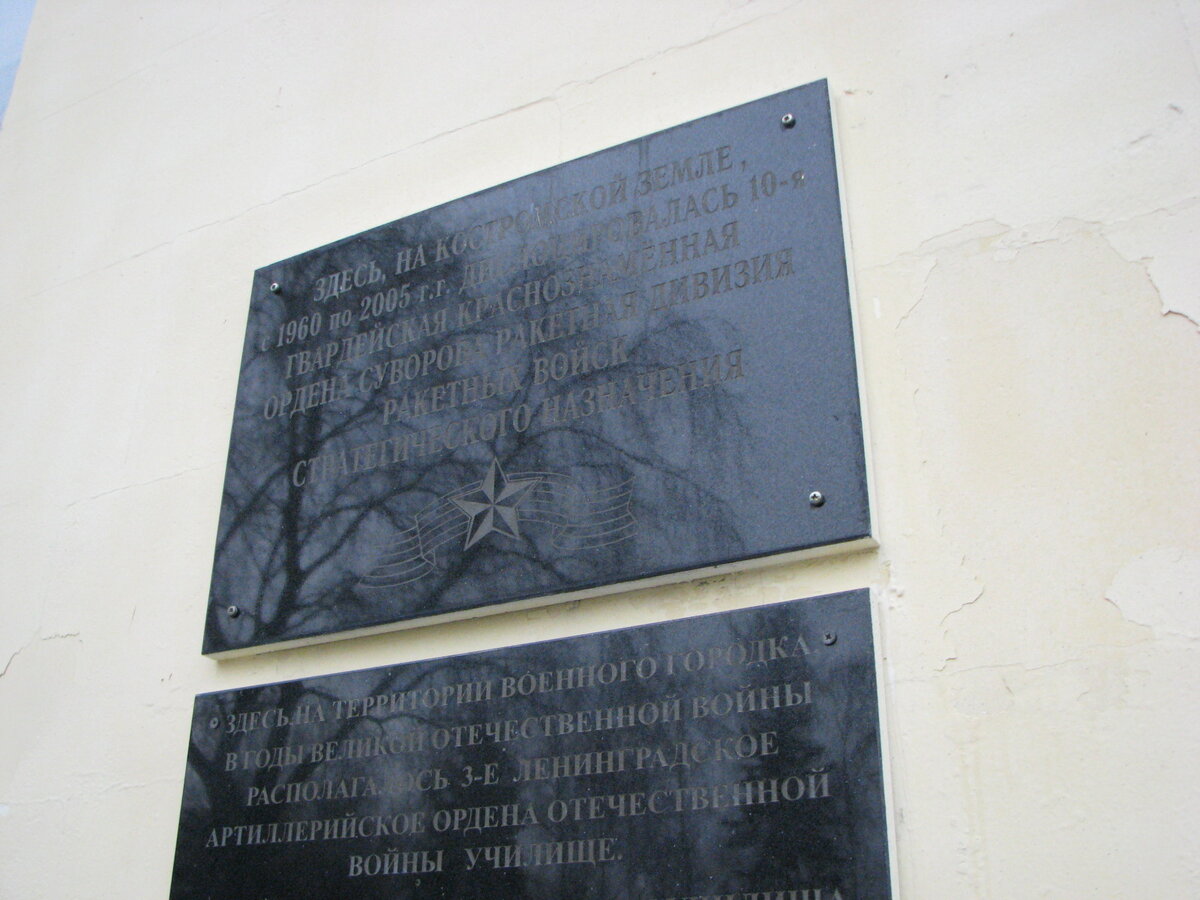 ЗДЕСЬ, НА КОСТРОМСКОЙ ЗЕМЛЕ,
с 1960 по 2005 г.г. ДИСЛОЦИРОВАЛАСЬ 10-я
ГВАРДЕЙСКАЯ КРАСНОЗНАМЁННАЯ
ОРДЕНА СУВОРОВА РАКЕТНАЯ ДИВИЗИЯ
РАКЕТНЫХ ВОЙСК
СТРАТЕГИЧЕСКОГО НАЗНАЧЕНИЯ
ЗДЕСЬ,НА ТЕРРИТОРИИ ВОЕННОГО ГОРОДКА,
В ГОДЫ ВЕЛИКОЙ ОТЕЧЕСТВЕННОЙ ВОЙНЫ
РАСПОЛАГАЛОСЬ 3-Е ЛЕНИНГРАДСКОЕ
АРТИЛЛЕРИЙСКОЕ ОРДЕНА ОТЕЧЕСТВЕННОЙ
ВОЙНЫ УЧИЛИЩЕ.